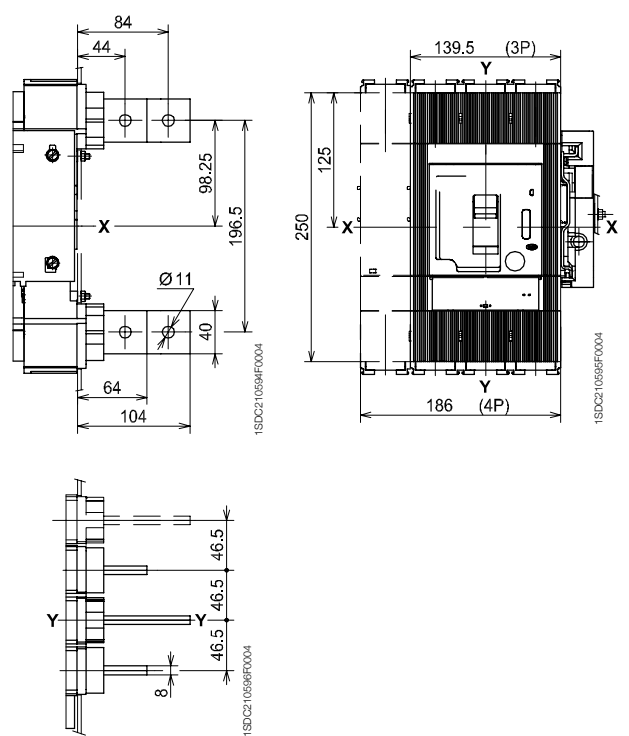 84
44
98.25
196.5
X
Ø11
40
64
104
1SDC210594F0004
139.5 (3P)
Y
125
250
X
X
Y
186 (4P)
1SDC210595F0004
46.5
46.5
46.5
Y
Y
8
1SDC210596F0004